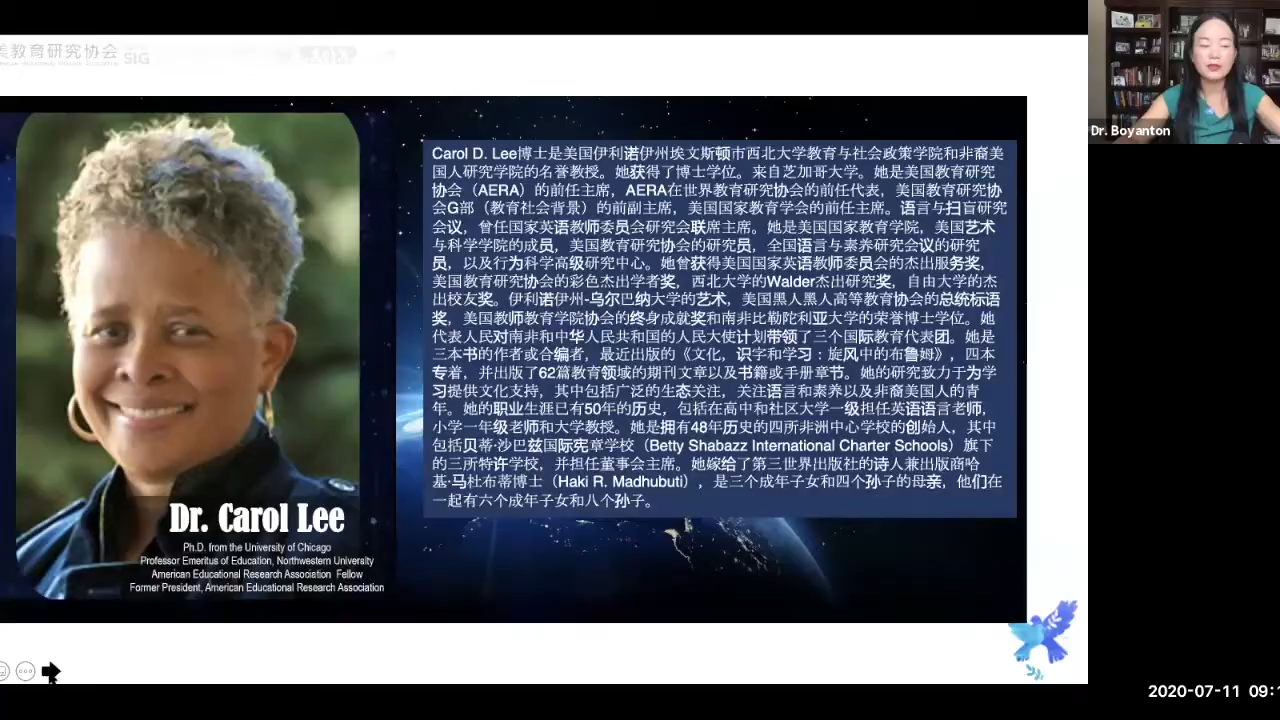 美教育研究协会 SIG
Dr. Boyanton
Carol D. Lee博士是美国伊利诺伊州埃文斯顿市西北大学教育与社会政策学院和非裔美
国人研究学院的名誉教授。她获得了博士学位。来自芝加哥大学。她是美国教育研究
协会（AERA）的前任主席，AERA在世界教育研究协会的前任代表，美国教育研究协
会G部（教育社会背景）的前副主席，美国国家教育学会的前任主席。语言与扫盲研究
会议，曾任国家英语教师委员会研究会联席主席。她是美国国家教育学院，美国艺术
与科学学院的成员，美国教育研究协会的研究员，全国语言与素养研究会议的研究
员，以及行为科学高级研究中心。她曾获得美国国家英语教师委员会的杰出服务奖，
美国教育研究协会的彩色杰出学者奖，西北大学的Walder杰出研究奖，自由大学的杰
出校友奖。伊利诺伊州-乌尔巴纳大学的艺术，美国黑人黑人高等教育协会的总统标语
奖，美国教师教育学院协会的终身成就奖和南非比勒陀利亚大学的荣誉博士学位。她
代表人民对南非和中华人民共和国的人民大使计划带领了三个国际教育代表团。她是
三本书的作者或合编者，最近出版的《文化，识字和学习：旋风中的布鲁姆》，四本
专着，并出版了62篇教育领域的期刊文章以及书籍或手册章节。她的研究致力于为学
习提供文化支持，其中包括广泛的生态关注，关注语言和素养以及非裔美国人的青
年。她的职业生涯已有50年的历史，包括在高中和社区大学一级担任英语语言老师，
小学一年级老师和大学教授。她是拥有48年历史的四所非洲中心学校的创始人，其中
包括贝蒂·沙巴兹国际宪章学校（Betty Shabazz International Charter Schools）旗下
的三所特许学校，并担任董事会主席。她嫁给了第三世界出版社的诗人兼出版商哈
基·马杜布蒂博士（Haki R. Madhubuti），是三个成年子女和四个孙子的母亲，他们在
一起有六个成年子女和八个孙子。
Dr. Carol Lee
Ph.D. from the University of Chicago
Professor Emeritus of Education, Northwestern University
American Educational Research Association Fellow
Former President, American Educational Research Association
2020-07-11 09: